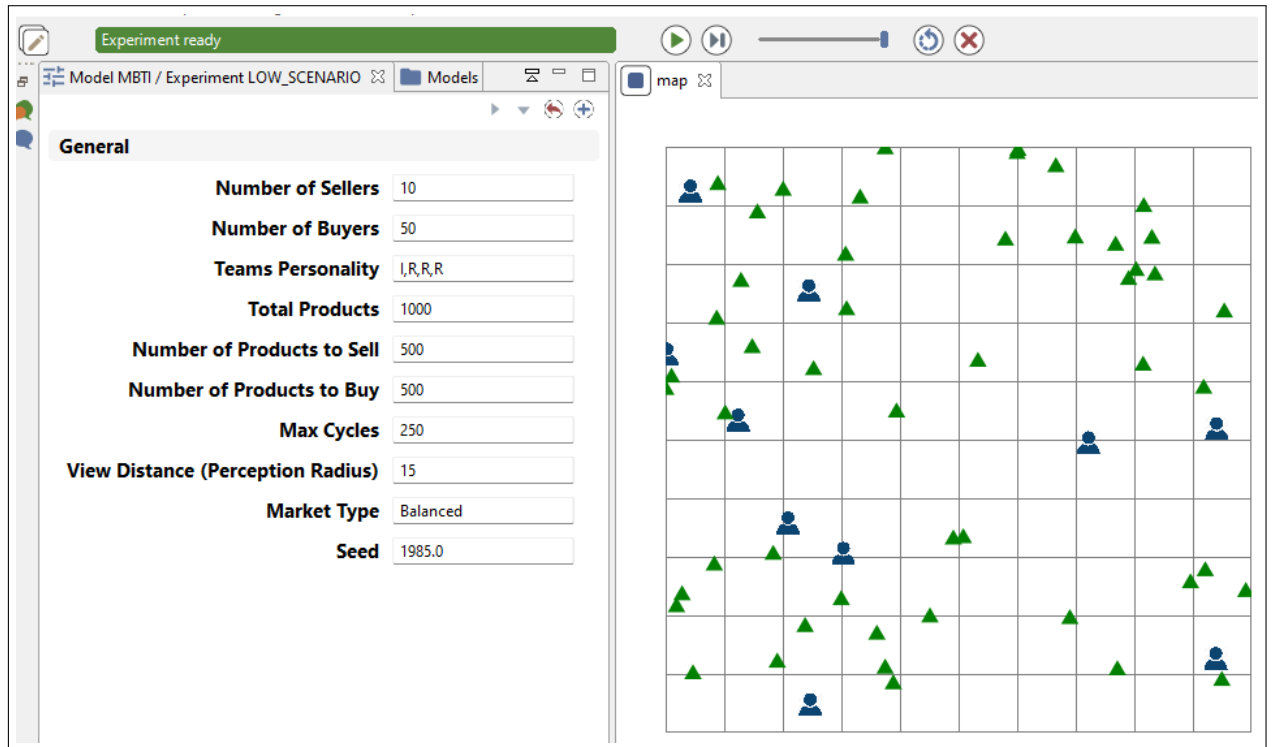 Experiment ready
Model MBTI / Experiment LOW_SCENARIO
Models
map
General
Number of Sellers 10
Number of Buyers 50
Teams Personality I,R,R,R
Total Products 1000
Number of Products to Sell 500
Number of Products to Buy 500
Max Cycles 250
View Distance (Perception Radius) 15
Market Type Balanced
Seed 1985.0